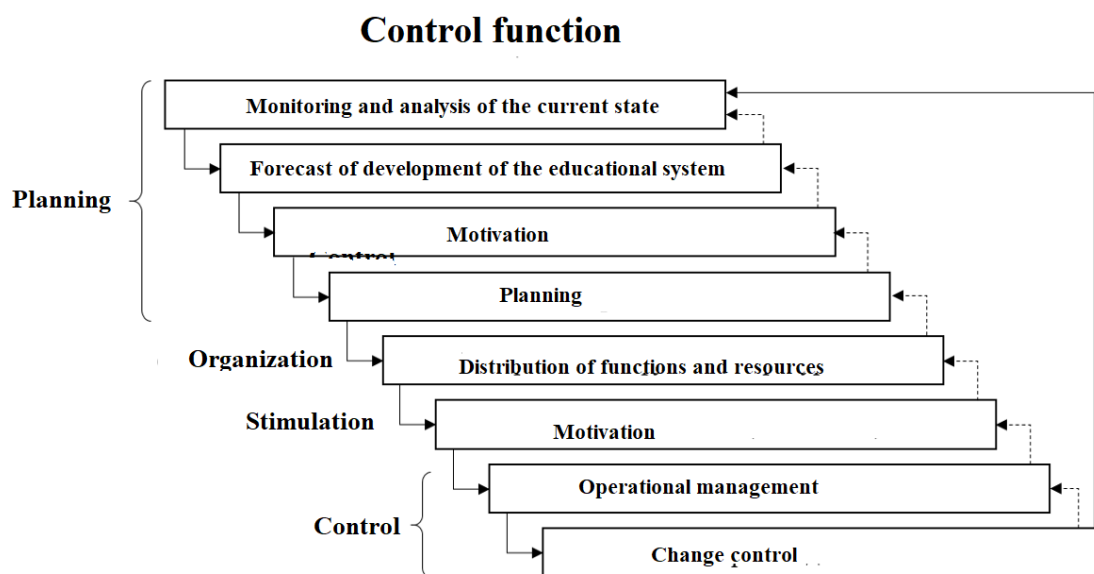 Control function
Monitoring and analysis of the current state
Forecast of development of the educational system
Planning
Motivation
Control
Planning
Organization
Distribution of functions and resources
Stimulation
Motivation
Operational management
Control
Change control